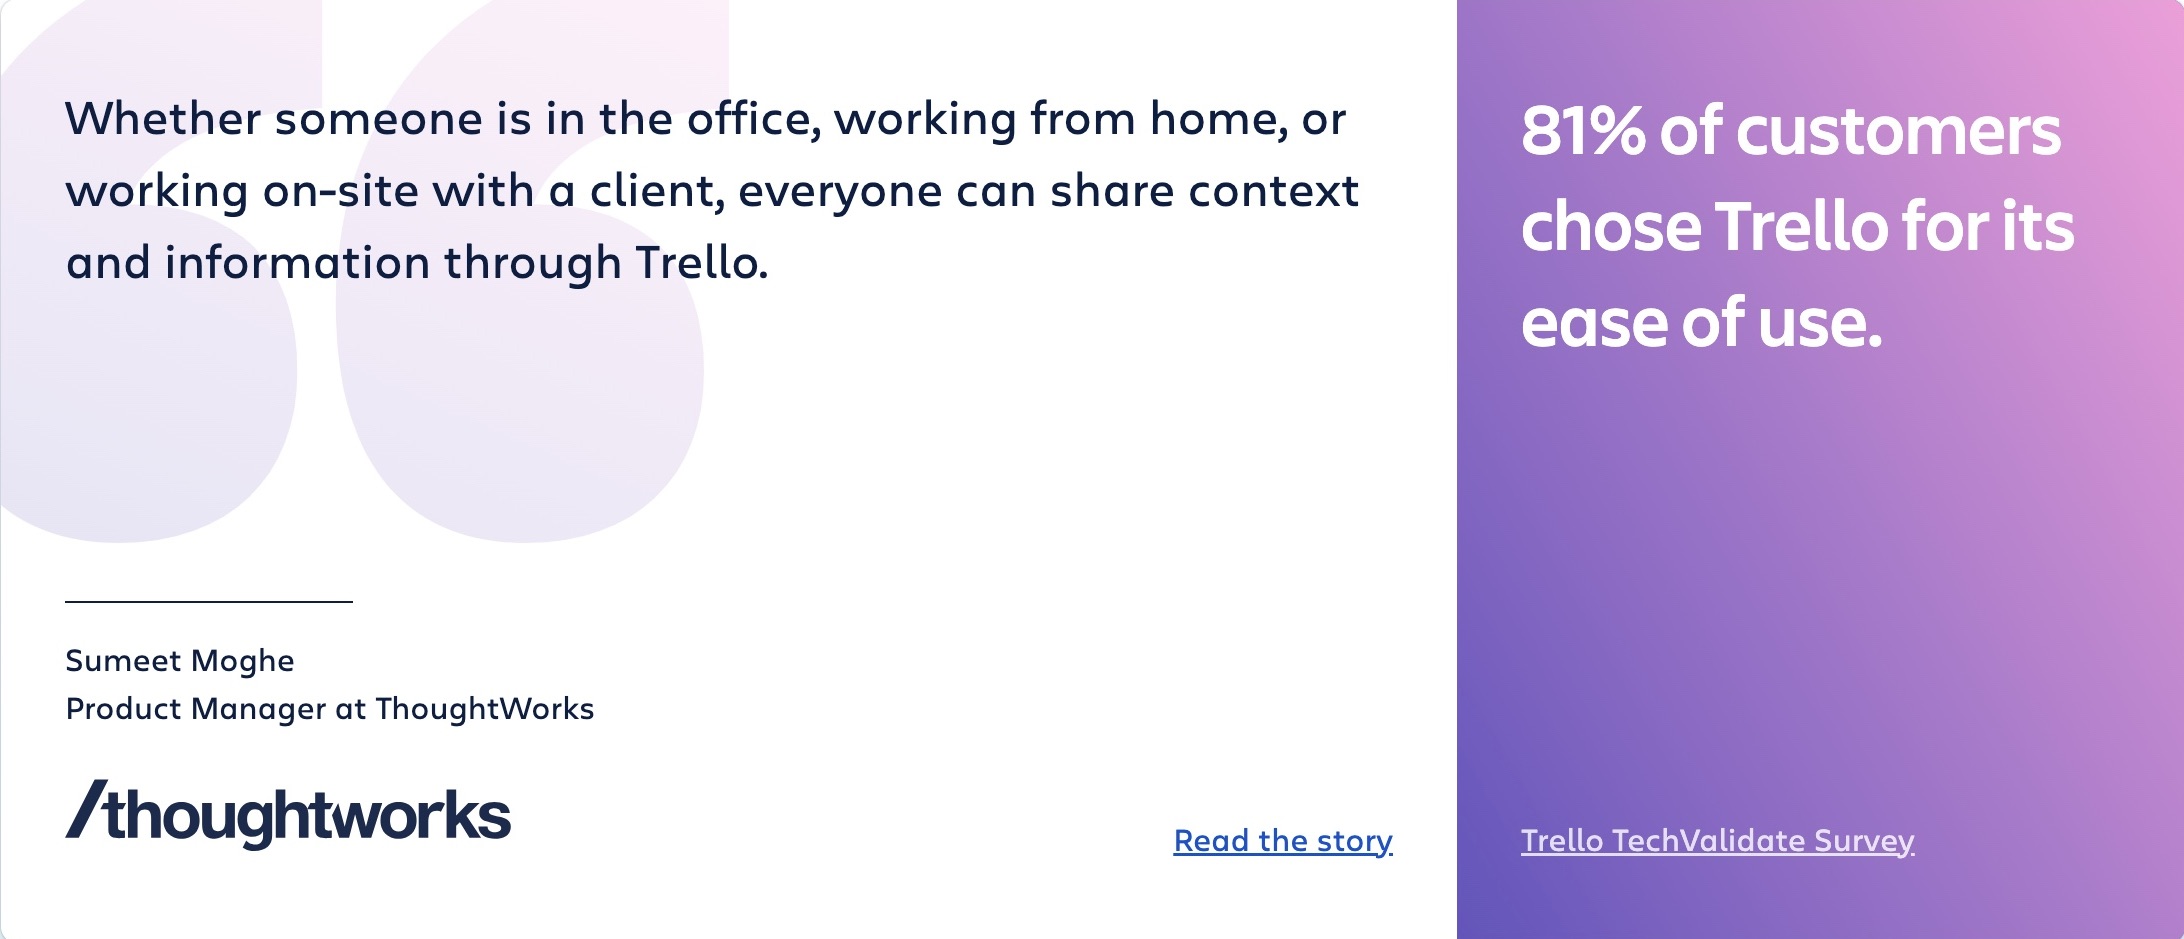 Whether someone is in the office, working from home, or
working on-site with a client, everyone can share context
and information through Trello.
Sumeet Moghe
Product Manager at ThoughtWorks
/thoughtworks
Read the story
81% of customers
chose Trello for its
ease of use.
Trello TechValidate Survey